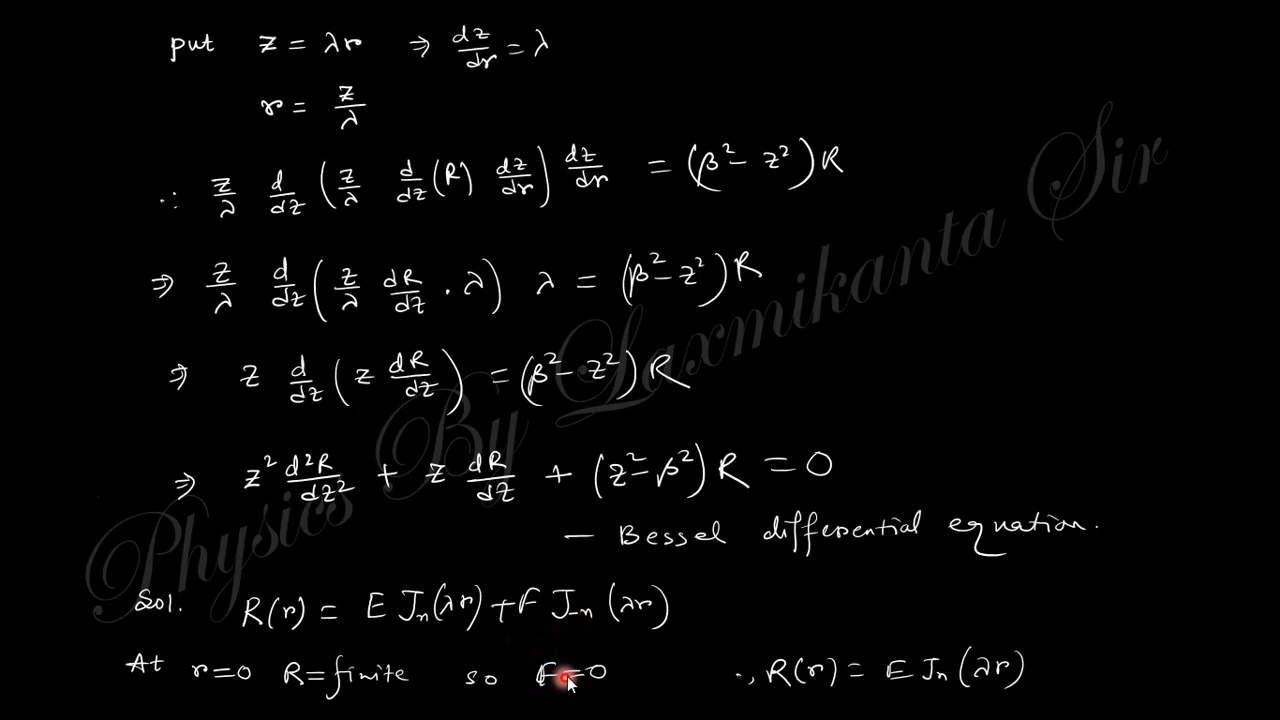 put z = λr ⇒ dz/dr = λ
r = z/λ
∴ z/λ d/dz (z/λ d/dz (R) dz/dr) dz/dr = (β² − z²) R
⇒ z/λ d/dz (z/λ dR/dz · λ) λ = (β² − z²) R
⇒ z d/dz (z dR/dz) = (β² − z²) R
⇒ z² d²R/dz² + z dR/dz + (z² − β²) R = 0
— Bessel differential equation.
Sol. R(r) = E Jn(λr) + F J−n (λr)
At r=0 R=finite so F=0 ∴ R(r) = E Jn(λr)
Physics By Laxmikanta Sir